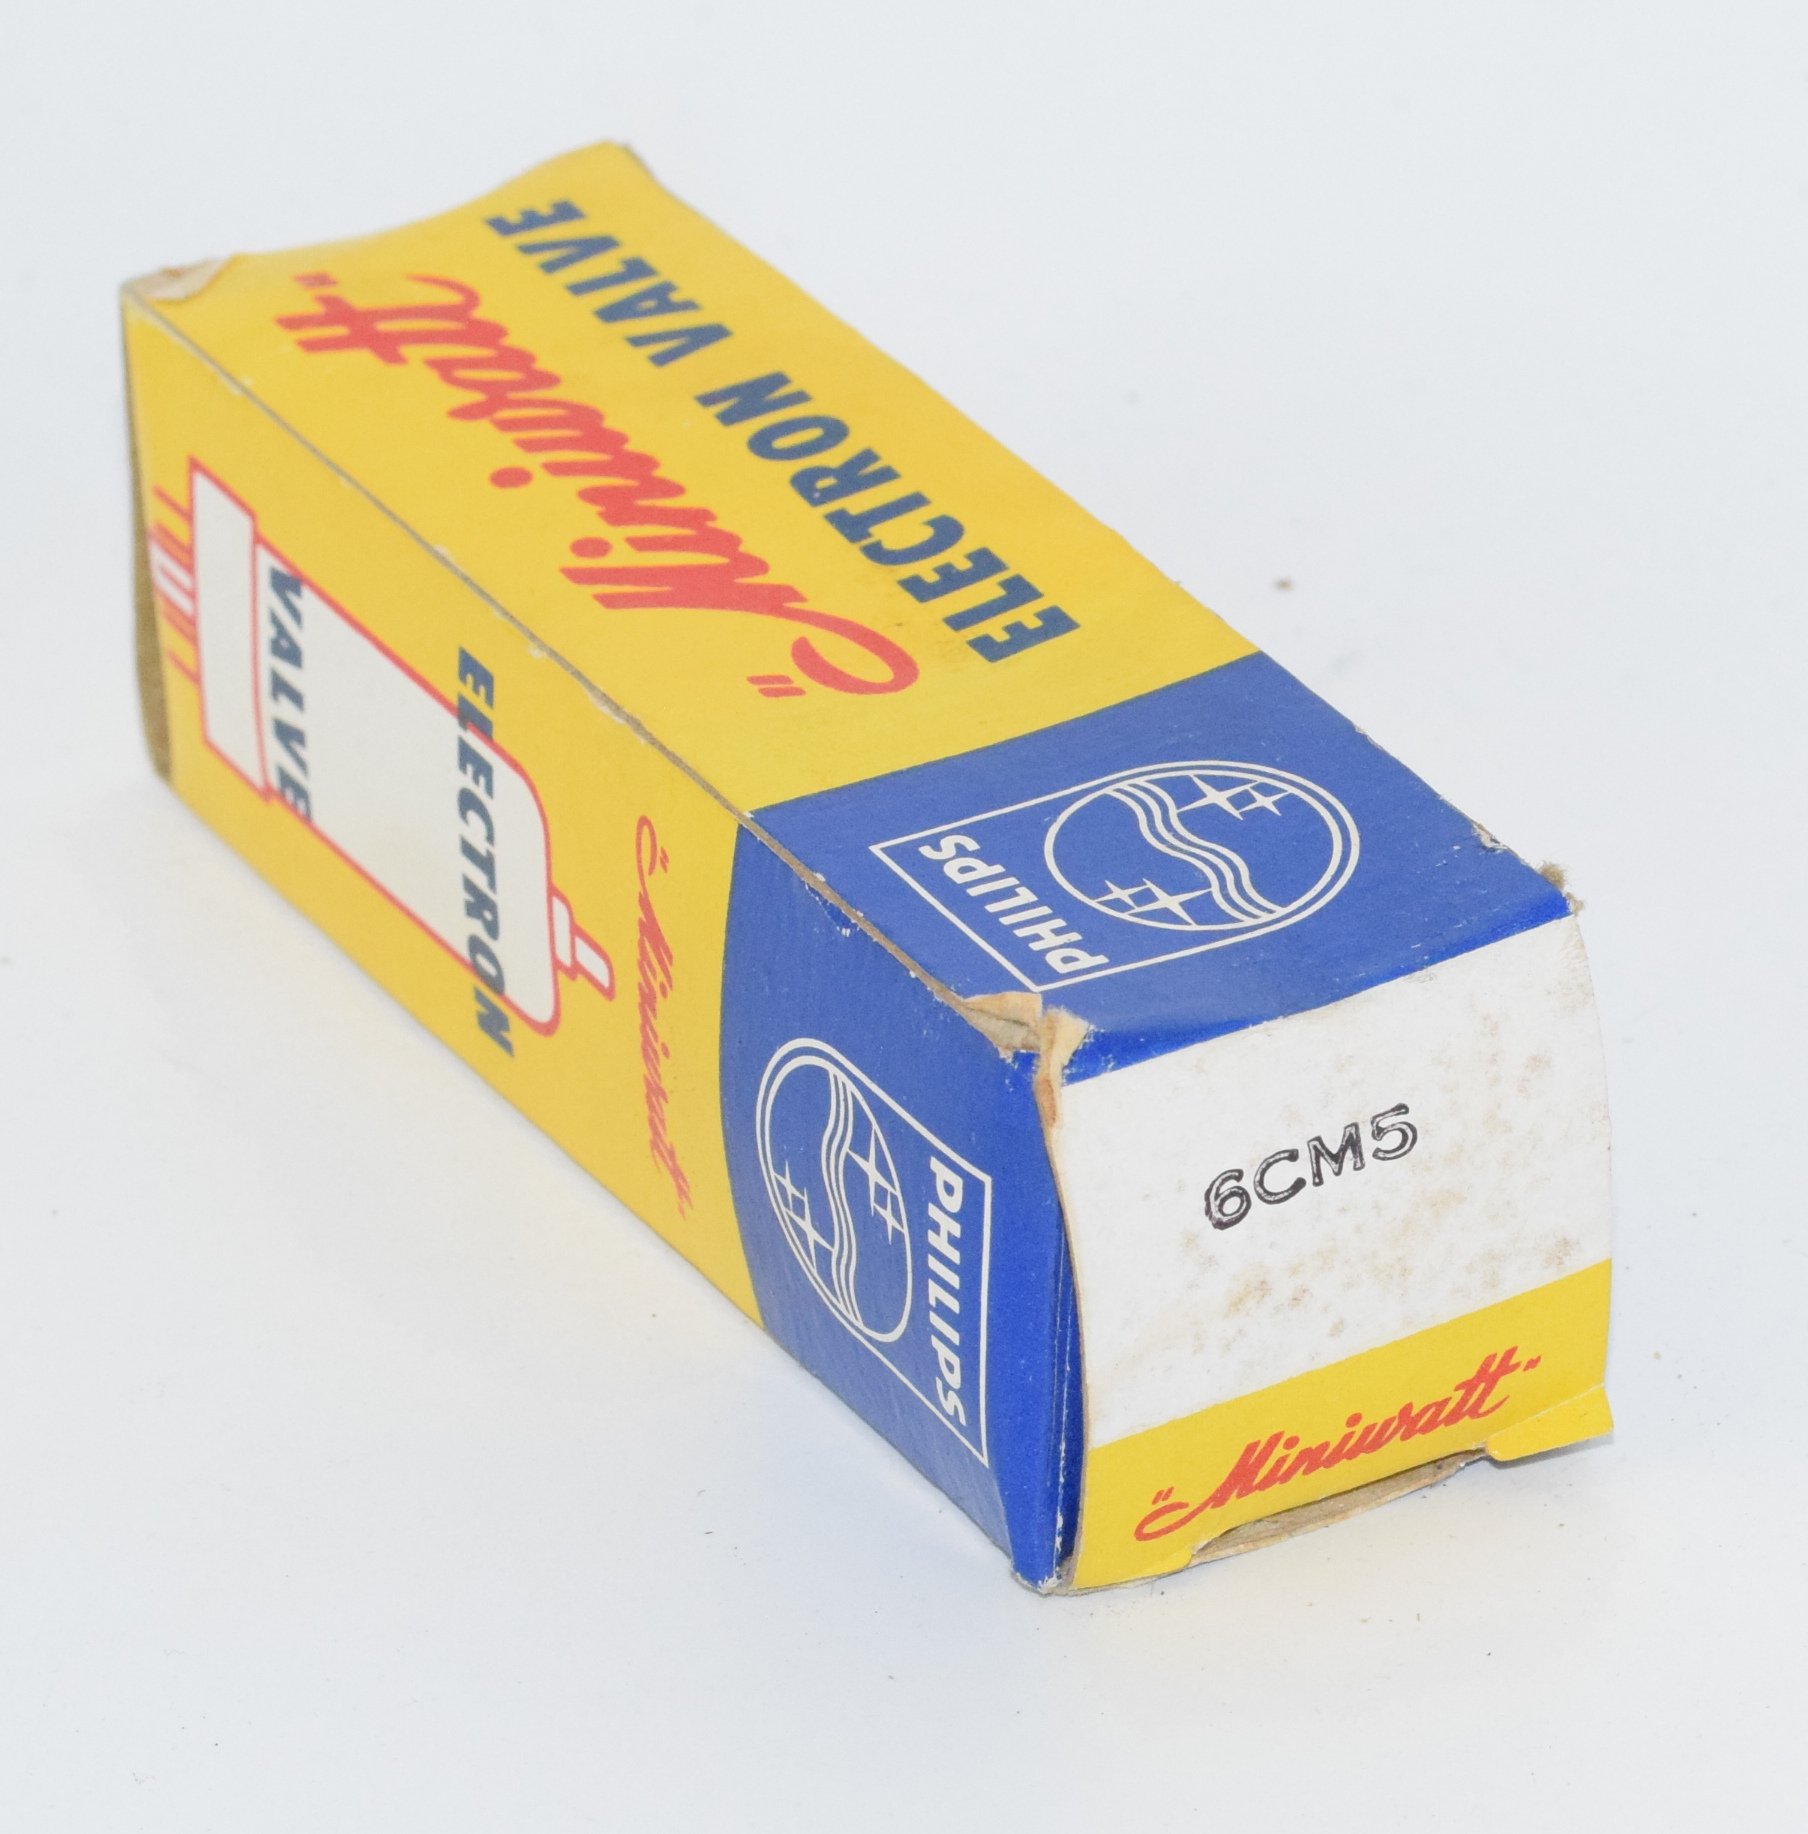 "Miniwatt"
ELECTRON VALVE
PHILIPS
ELECTRON
VALVE
"Miniwatt"
PHILIPS
6CM5
"Miniwatt"